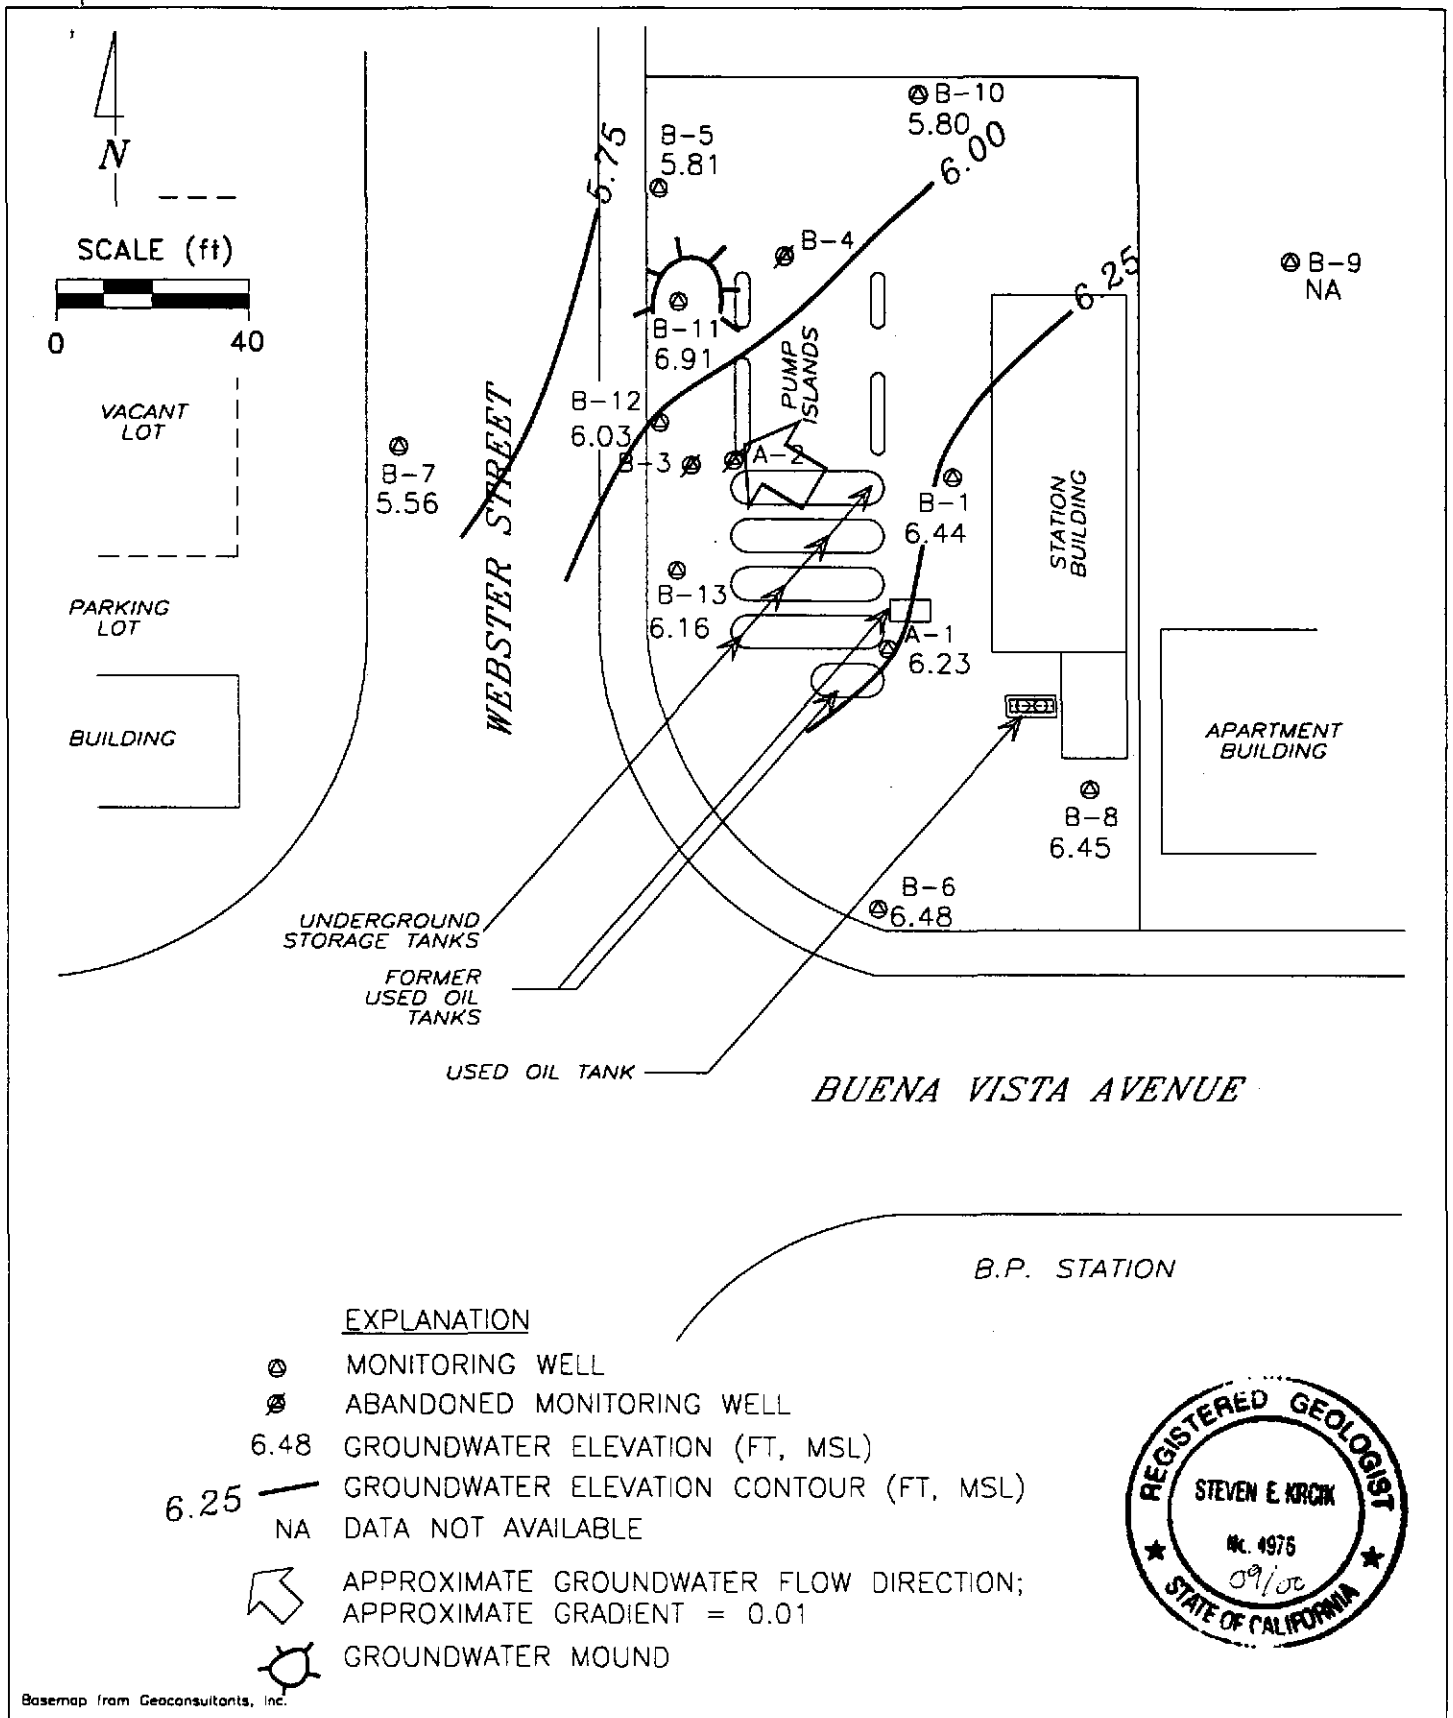 N
SCALE (ft)
0 40
VACANT
LOT
PARKING
LOT
BUILDING
B-7
5.56
WEBSTER STREET
5.75
B-5
5.81
B-10
5.80
6.00
B-4
B-9
NA
6.25
B-11
6.91
PUMP
ISLANDS
B-12
6.03
B-3
A-2
B-1
6.44
STATION
BUILDING
B-13
6.16
A-1
6.23
APARTMENT
BUILDING
B-8
6.45
B-6
6.48
UNDERGROUND
STORAGE TANKS
FORMER
USED OIL
TANKS
USED OIL TANK
BUENA VISTA AVENUE
B.P. STATION
EXPLANATION
MONITORING WELL
ABANDONED MONITORING WELL
6.48 GROUNDWATER ELEVATION (FT, MSL)
6.25 GROUNDWATER ELEVATION CONTOUR (FT, MSL)
NA DATA NOT AVAILABLE
APPROXIMATE GROUNDWATER FLOW DIRECTION;
APPROXIMATE GRADIENT = 0.01
GROUNDWATER MOUND
REGISTERED GEOLOGIST
STEVEN E. KRCIK
No. 4976
09/00
STATE OF CALIFORNIA
Basemap from Geoconsultants, Inc.